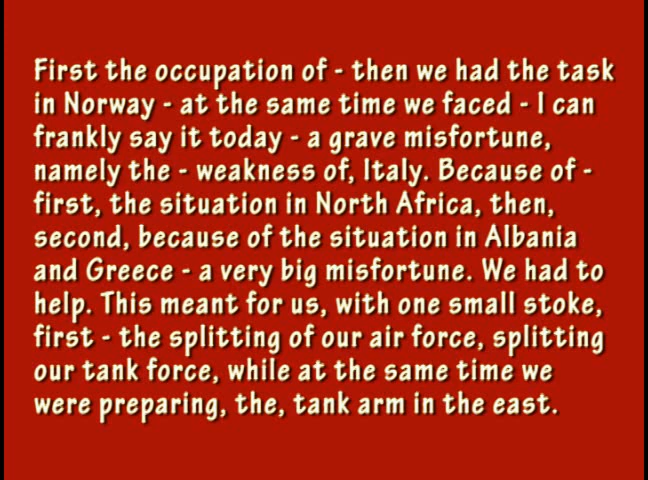 First the occupation of - then we had the task
in Norway - at the same time we faced - I can
frankly say it today - a grave misfortune,
namely the - weakness of, Italy. Because of -
first, the situation in North Africa, then,
second, because of the situation in Albania
and Greece - a very big misfortune. We had to
help. This meant for us, with one small stoke,
first - the splitting of our air force, splitting
our tank force, while at the same time we
were preparing, the, tank arm in the east.